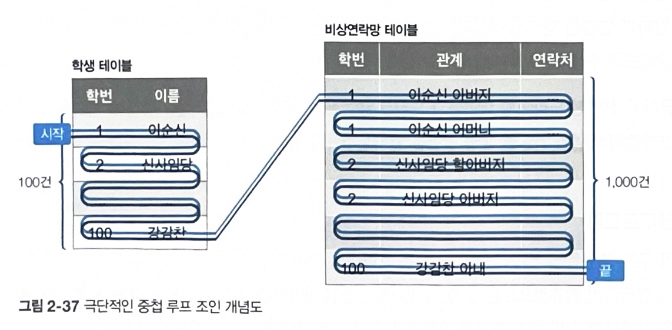 비상연락망 테이블
학생 테이블
학번 관계 연락처
학번 이름
1 이순신 아버지 ...
시작 1 이순신
1 이순신 어머니 ...
2 신사임당
2 신사임당 할아버지 ...
100건
1,000건
2 신사임당 아버지 ...
100 강감찬
100 강감찬 아내 ... 끝
그림 2-37 극단적인 중첩 루프 조인 개념도